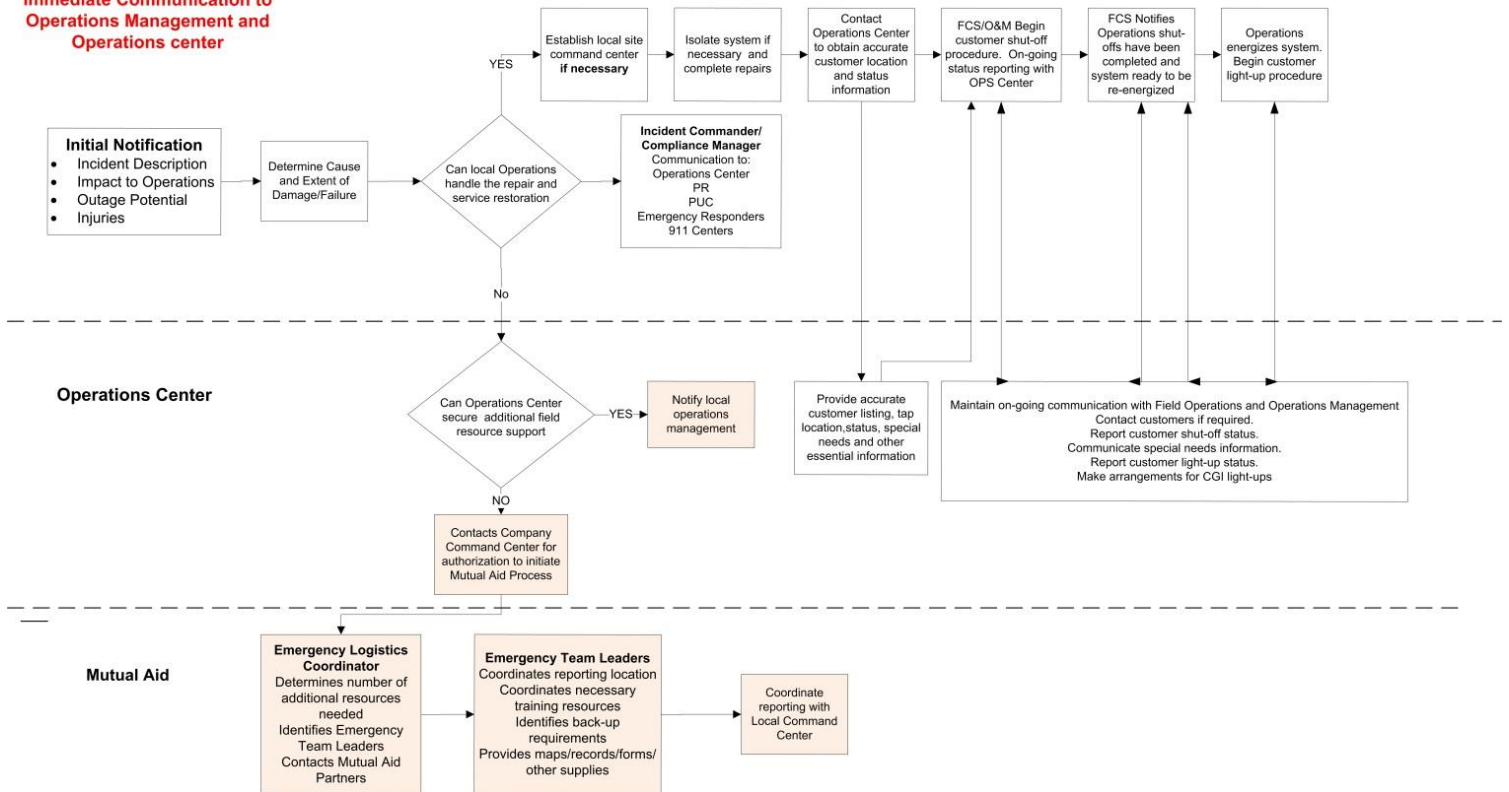 Immediate Communication to
Operations Management and
Operations center
YES
Establish local site
command center
if necessary
Isolate system if
necessary and
complete repairs
Contact
Operations Center
to obtain accurate
customer location
and status
information
FCS/O&M Begin
customer shut-off
procedure. On-going
status reporting with
OPS Center
FCS Notifies
Operations shut-
offs have been
completed and
system ready to be
re-energized
Operations
energizes system.
Begin customer
light-up procedure
Initial Notification
• Incident Description
• Impact to Operations
• Outage Potential
• Injuries
Determine Cause
and Extent of
Damage/Failure
Can local Operations
handle the repair and
service restoration
Incident Commander/
Compliance Manager
Communication to:
Operations Center
PR
PUC
Emergency Responders
911 Centers
No
Operations Center
Can Operations Center
secure additional field
resource support
YES
Notify local
operations
management
Provide accurate
customer listing, tap
location,status, special
needs and other
essential information
Maintain on-going communication with Field Operations and Operations Management
Contact customers if required.
Report customer shut-off status.
Communicate special needs information.
Report customer light-up status.
Make arrangements for CGI light-ups
NO
Contacts Company
Command Center for
authorization to initiate
Mutual Aid Process
Mutual Aid
Emergency Logistics
Coordinator
Determines number of
additional resources
needed
Identifies Emergency
Team Leaders
Contacts Mutual Aid
Partners
Emergency Team Leaders
Coordinates reporting location
Coordinates necessary
training resources
Identifies back-up
requirements
Provides maps/records/forms/
other supplies
Coordinate
reporting with
Local Command
Center